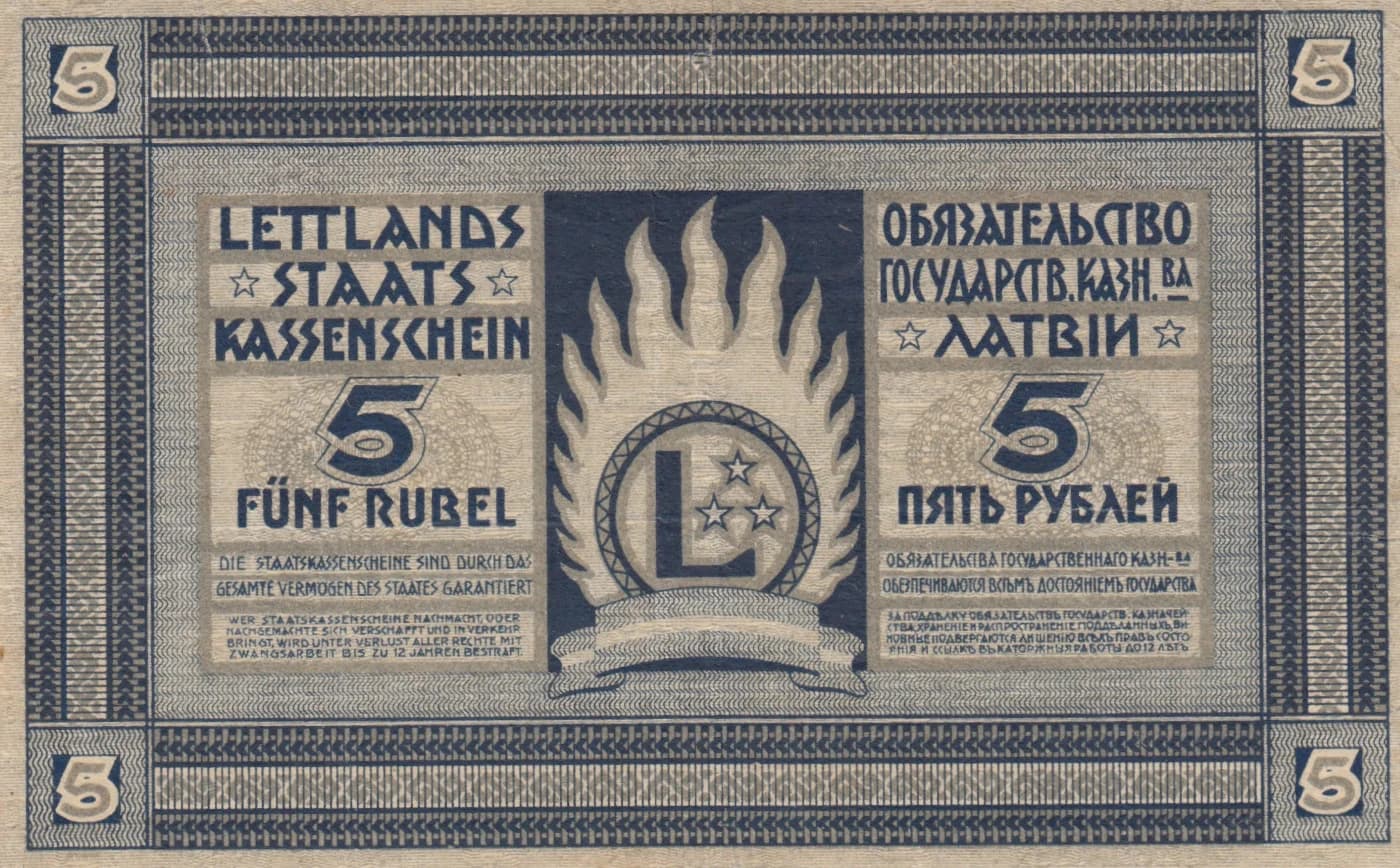 5
5
LETTLANDS
STAATS
KASSENSCHEIN
5
FÜNF RUBEL
DIE STAATSKASSENSCHEINE SIND DURCH DAS
GESAMTE VERMÖGEN DES STAATES GARANTIERT
WER STAATSKASSENSCHEINE NACHMACHT, ODER
NACHGEMACHTE SICH VERSCHAFFT UND IN VERKEHR
BRINGT, WIRD UNTER VERLUST ALLER RECHTE MIT
ZWANGSARBEIT BIS ZU 12 JAHREN BESTRAFT.
L
ОБЯЗАТЕЛЬСТВО
ГОСУДАРСТВ. КАЗН. ВА
ЛАТВІИ
5
ПЯТЬ РУБЛЕЙ
ОБЯЗАТЕЛЬСТВА ГОСУДАРСТВЕННАГО КАЗН-ВА
ОБЕЗПЕЧИВАЮТСЯ ВСѢМЪ ДОСТОЯНІЕМЪ ГОСУДАРСТВА
ЗА ПОДДѢЛКУ ОБЯЗАТЕЛЬСТВЪ ГОСУДАРСТВ. КАЗНАЧЕЙ-
СТВА, ХРАНЕНІЕ И РАСПРОСТРАНЕНІЕ ПОДДѢЛАННЫХЪ, ВИ-
НОВНЫЕ ПОДВЕРГАЮТСЯ ЛИШЕНІЮ ВСѢХЪ ПРАВЪ СОСТО-
ЯНІЯ И ССЫЛКѢ ВЪ КАТОРЖНЫЯ РАБОТЫ ДО 12 ЛѢТЪ
5
5